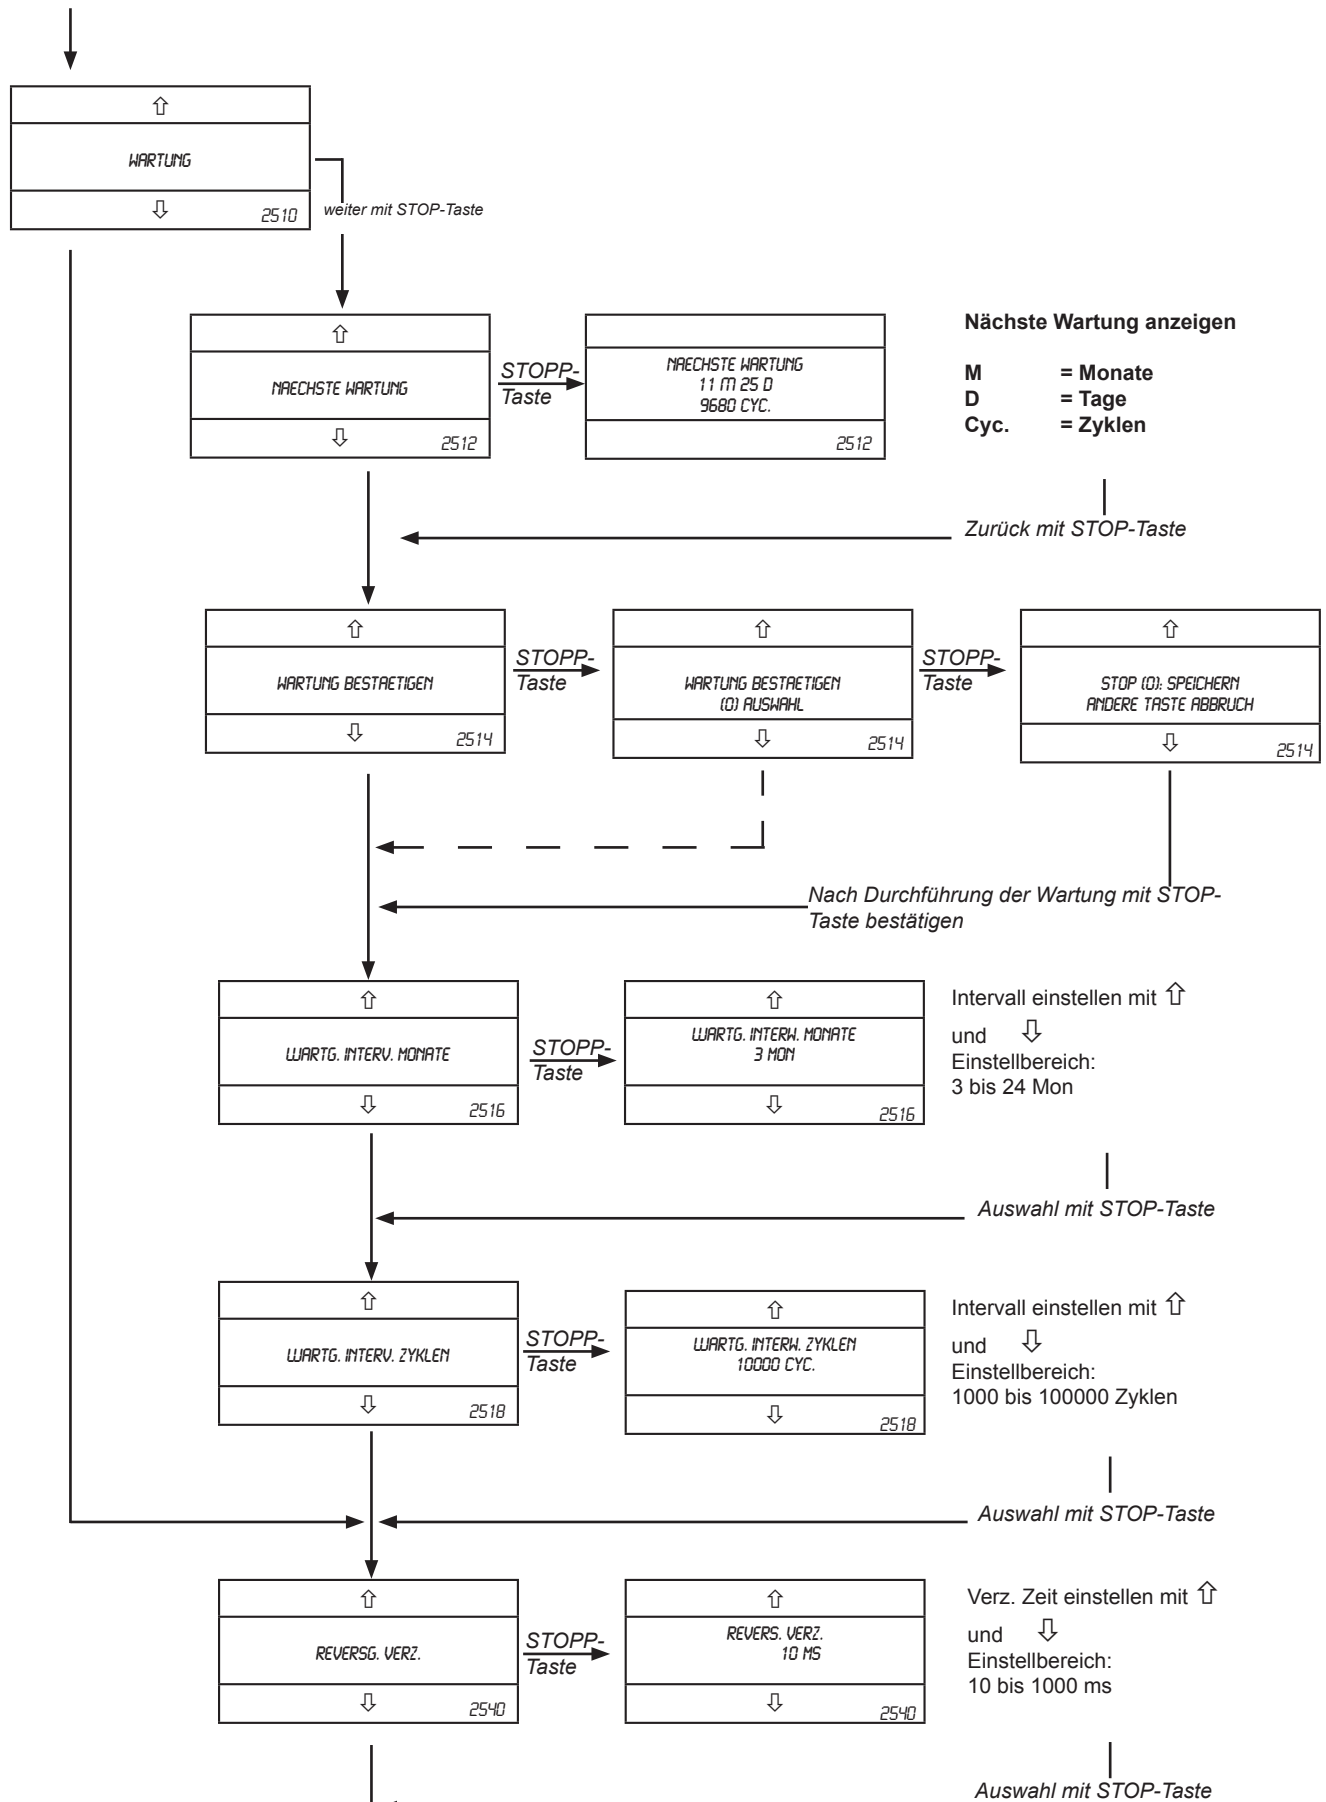 ⇧
WARTUNG
⇩ 2510
weiter mit STOP-Taste
⇧
NAECHSTE WARTUNG
⇩ 2512
STOPP-
Taste
NAECHSTE WARTUNG
11 M 25 D
9680 CYC.
2512
Nächste Wartung anzeigen
M = Monate
D = Tage
Cyc. = Zyklen
Zurück mit STOP-Taste
⇧
WARTUNG BESTAETIGEN
⇩ 2514
STOPP-
Taste
⇧
WARTUNG BESTAETIGEN
(0) AUSWAHL
⇩ 2514
STOPP-
Taste
⇧
STOP (0): SPEICHERN
ANDERE TASTE ABBRUCH
⇩ 2514
Nach Durchführung der Wartung mit STOP-
Taste bestätigen
⇧
WARTG. INTERV. MONATE
⇩ 2516
STOPP-
Taste
⇧
WARTG. INTERW. MONATE
3 MON
⇩ 2516
Intervall einstellen mit ⇧
und ⇩
Einstellbereich:
3 bis 24 Mon
Auswahl mit STOP-Taste
⇧
WARTG. INTERV. ZYKLEN
⇩ 2518
STOPP-
Taste
⇧
WARTG. INTERW. ZYKLEN
10000 CYC.
⇩ 2518
Intervall einstellen mit ⇧
und ⇩
Einstellbereich:
1000 bis 100000 Zyklen
Auswahl mit STOP-Taste
⇧
REVERSG. VERZ.
⇩ 2540
STOPP-
Taste
⇧
REVERS. VERZ.
10 MS
⇩ 2540
Verz. Zeit einstellen mit ⇧
und ⇩
Einstellbereich:
10 bis 1000 ms
Auswahl mit STOP-Taste